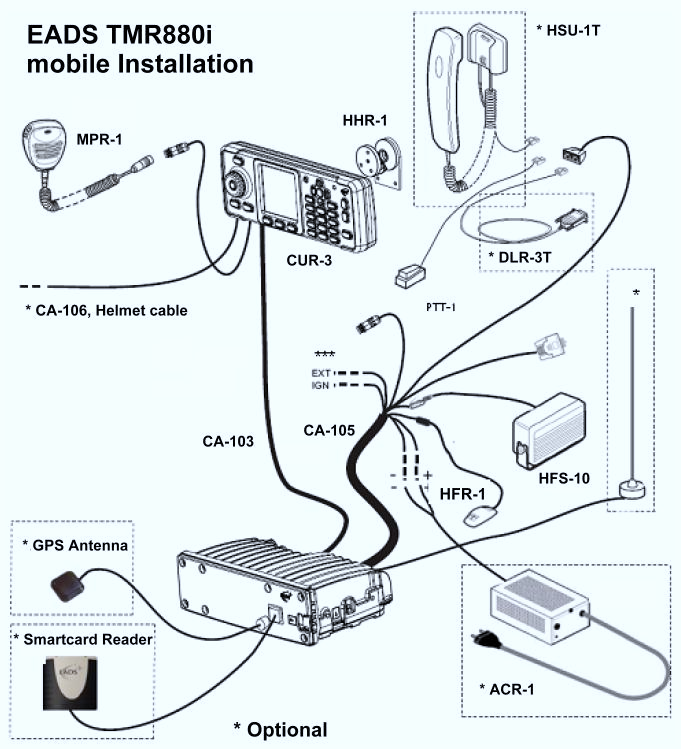 EADS TMR880i
mobile Installation
* HSU-1T
MPR-1
HHR-1
CUR-3
* DLR-3T
* CA-106, Helmet cable
PTT-1
*
***
EXT
IGN
CA-103
CA-105
- +
-
HFR-1
HFS-10
* GPS Antenna
* Smartcard Reader
EADS
* ACR-1
* Optional